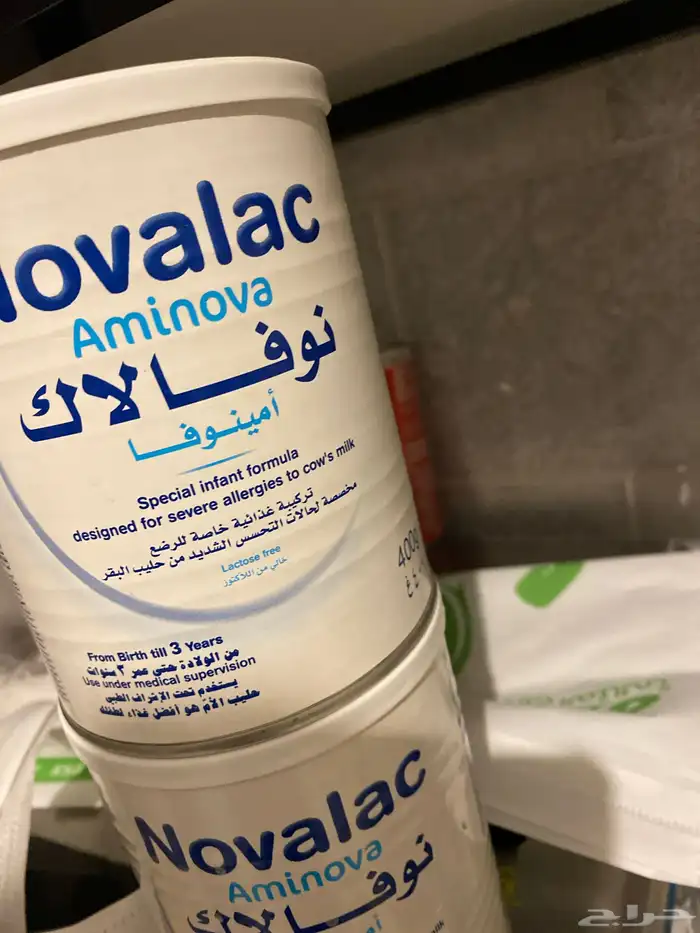 Novalac
Aminova
نوفالاك
أمينوفا
Special infant formula
designed for severe allergies to cow's milk
تركيبة غذائية خاصة للرضع
مخصصة لحالات التحسس الشديد من حليب البقر
Lactose free
خالي من اللاكتوز
400g
٤٠٠ غ
From Birth till 3 Years
من الولادة حتى عمر ٣ سنوات
Use under medical supervision
يستخدم تحت الإشراف الطبي
حليب الأم هو أفضل غذاء لطفلك
Novalac
Aminova
نوفالاك
milk
حراج